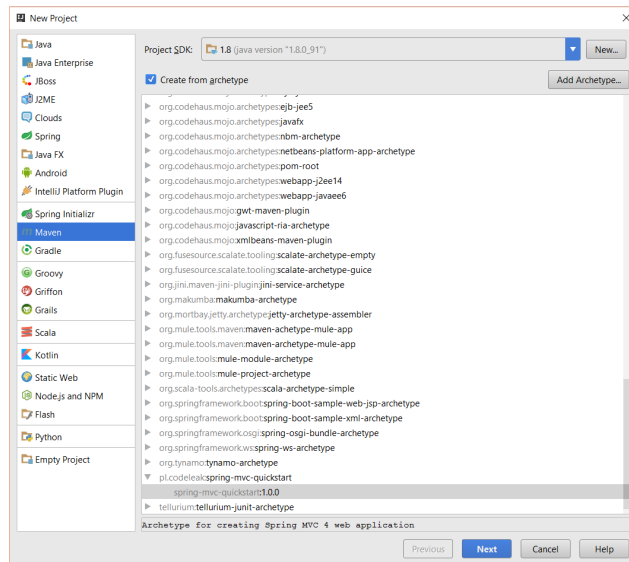 New Project
Java
Java Enterprise
JBoss
J2ME
Clouds
Spring
Java FX
Android
IntelliJ Platform Plugin
Spring Initializr
Maven
Gradle
Groovy
Griffon
Grails
Scala
Kotlin
Static Web
Node.js and NPM
Flash
Python
Empty Project
Project SDK: 1.8 (java version "1.8.0_91") New...
Create from archetype Add Archetype...
org.codehaus.mojo.archetypes:ejb-jee5
org.codehaus.mojo.archetypes:javafx
org.codehaus.mojo.archetypes:nbm-archetype
org.codehaus.mojo.archetypes:netbeans-platform-app-archetype
org.codehaus.mojo.archetypes:pom-root
org.codehaus.mojo.archetypes:webapp-j2ee14
org.codehaus.mojo.archetypes:webapp-javaee6
org.codehaus.mojo:gwt-maven-plugin
org.codehaus.mojo:javascript-ria-archetype
org.codehaus.mojo:xmlbeans-maven-plugin
org.fusesource.scalate.tooling:scalate-archetype-empty
org.fusesource.scalate.tooling:scalate-archetype-guice
org.jini.maven-jini-plugin:jini-service-archetype
org.makumba:makumba-archetype
org.mortbay.jetty.archetype:jetty-archetype-assembler
org.mule.tools.maven:maven-achetype-mule-app
org.mule.tools.maven:maven-archetype-mule-app
org.mule.tools:mule-module-archetype
org.mule.tools:mule-project-archetype
org.scala-tools.archetypes:scala-archetype-simple
org.springframework.boot:spring-boot-sample-web-jsp-archetype
org.springframework.boot:spring-boot-sample-xml-archetype
org.springframework.osgi:spring-osgi-bundle-archetype
org.springframework.ws:spring-ws-archetype
org.tynamo:tynamo-archetype
pl.codeleak:spring-mvc-quickstart
spring-mvc-quickstart:1.0.0
tellurium:tellurium-junit-archetype
Archetype for creating Spring MVC 4 web application
Previous Next Cancel Help